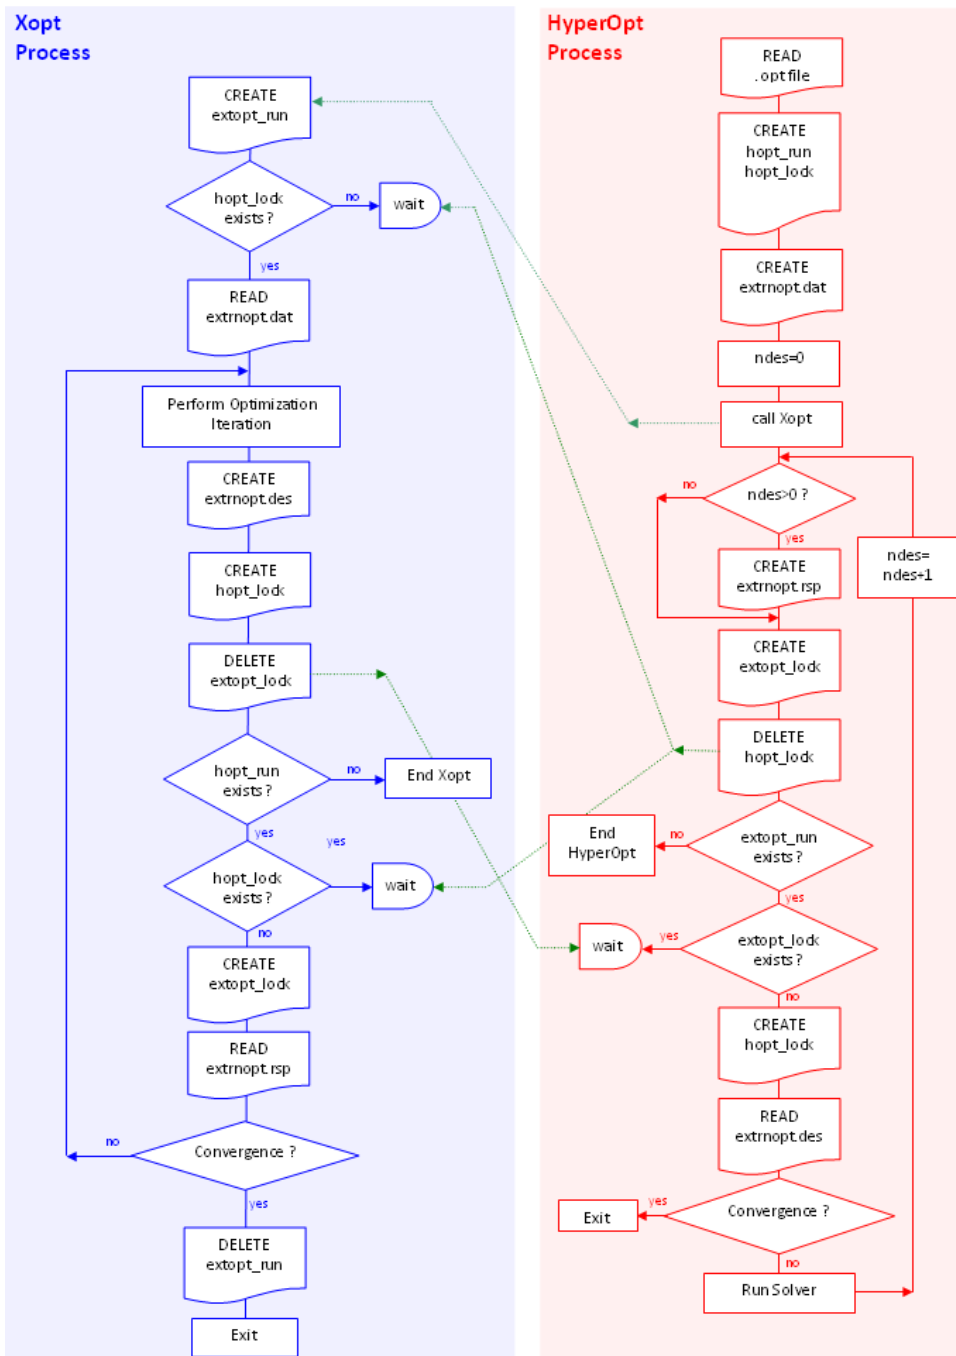 Xopt
Process
CREATE
extopt_run
hopt_lock
exists ?
no
wait
yes
READ
extrnopt.dat
Perform Optimization
Iteration
CREATE
extrnopt.des
CREATE
hopt_lock
DELETE
extopt_lock
hopt_run
exists ?
no
End Xopt
yes
yes
hopt_lock
exists ?
wait
no
CREATE
extopt_lock
READ
extrnopt.rsp
Convergence ?
no
yes
DELETE
extopt_run
Exit
HyperOpt
Process
READ
.opt file
CREATE
hopt_run
hopt_lock
CREATE
extrnopt.dat
ndes=0
call Xopt
ndes>0 ?
no
yes
ndes=
ndes+1
CREATE
extrnopt.rsp
CREATE
extopt_lock
DELETE
hopt_lock
End
HyperOpt
no
extopt_run
exists ?
yes
wait
yes
extopt_lock
exists ?
no
CREATE
hopt_lock
READ
extrnopt.des
Exit
yes
Convergence ?
no
Run Solver